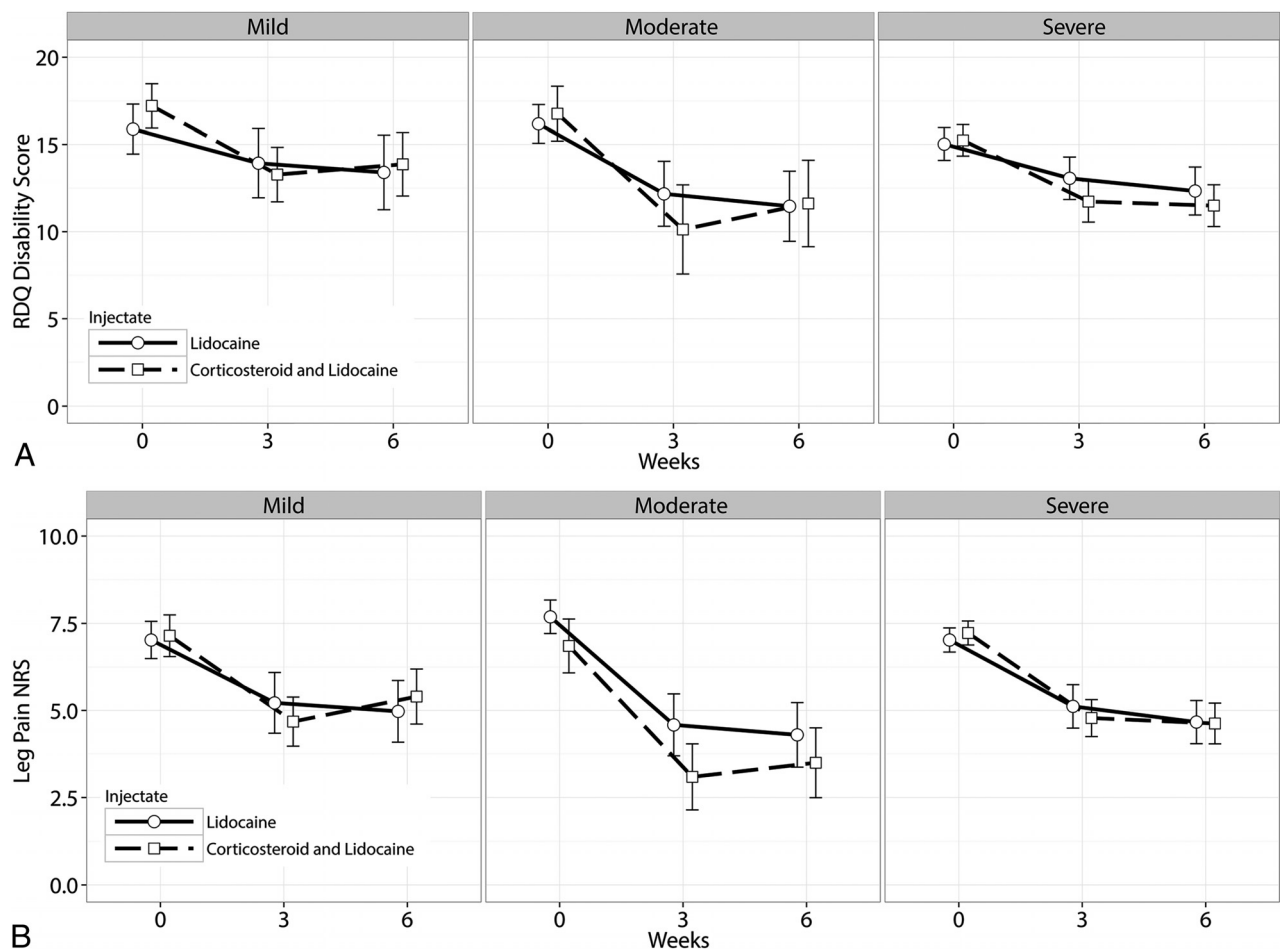 Mild Moderate Severe
20
15
10
5
0
RDQ Disability Score
Injectate
Lidocaine
Corticosteroid and Lidocaine
0 3 6 0 3 6 0 3 6
A
Weeks
Mild Moderate Severe
10.0
7.5
5.0
2.5
0.0
Leg Pain NRS
Injectate
Lidocaine
Corticosteroid and Lidocaine
0 3 6 0 3 6 0 3 6
B
Weeks